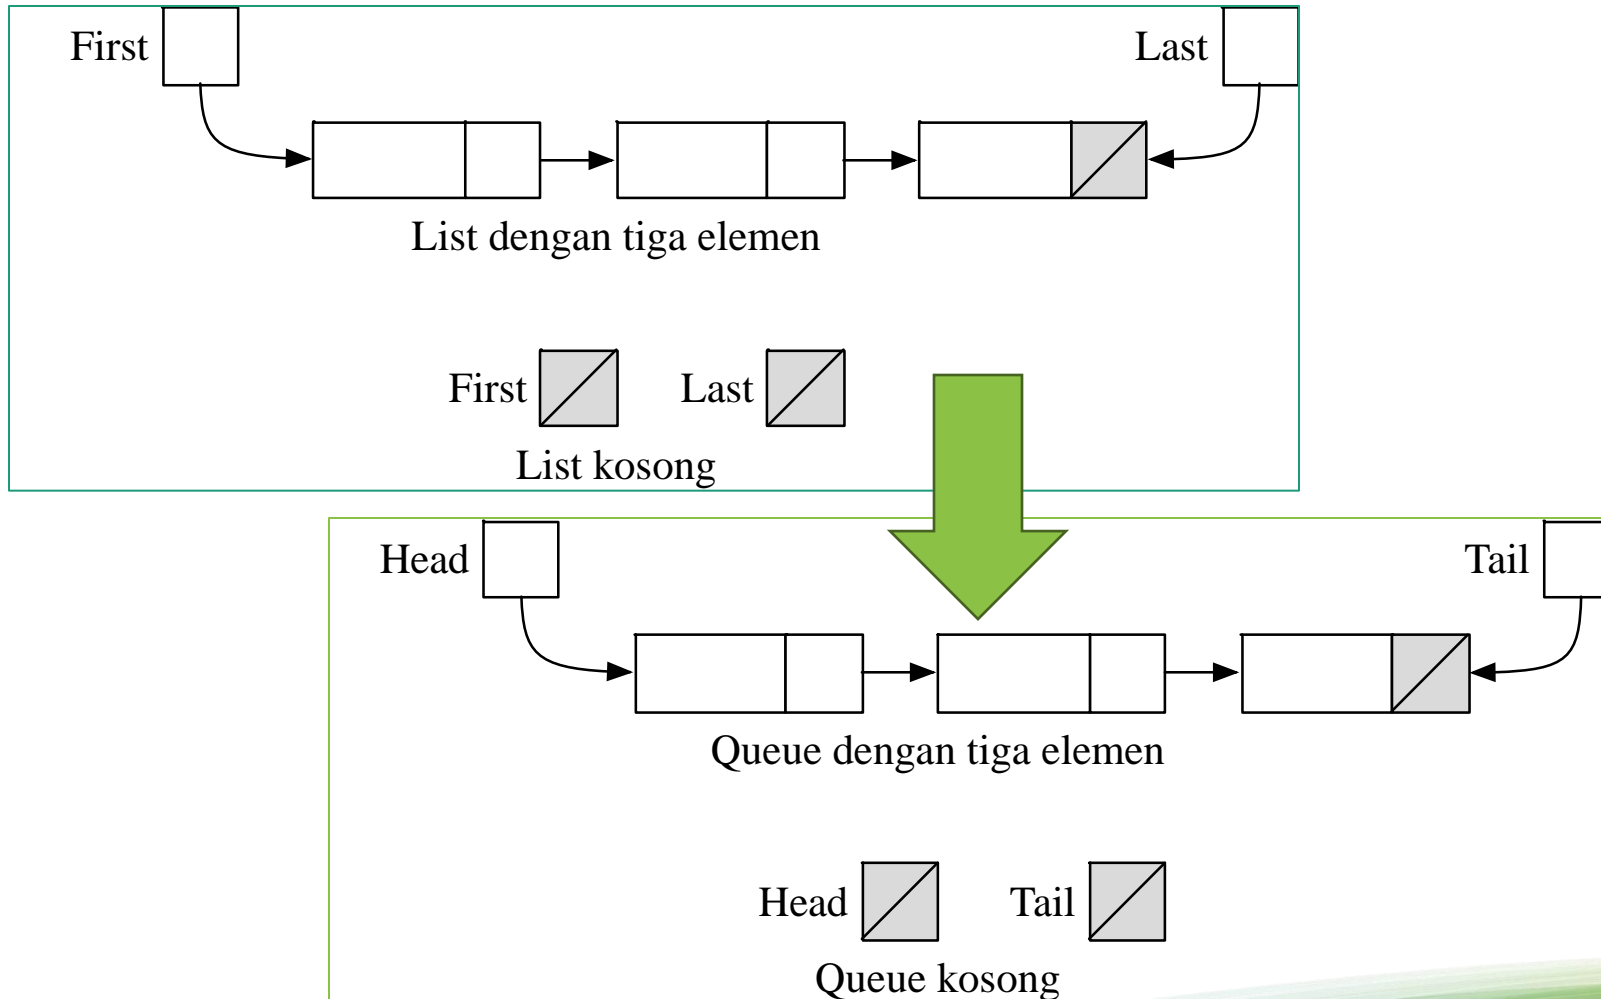 First
Last
List dengan tiga elemen
First
Last
List kosong
Head
Tail
Queue dengan tiga elemen
Head
Tail
Queue kosong